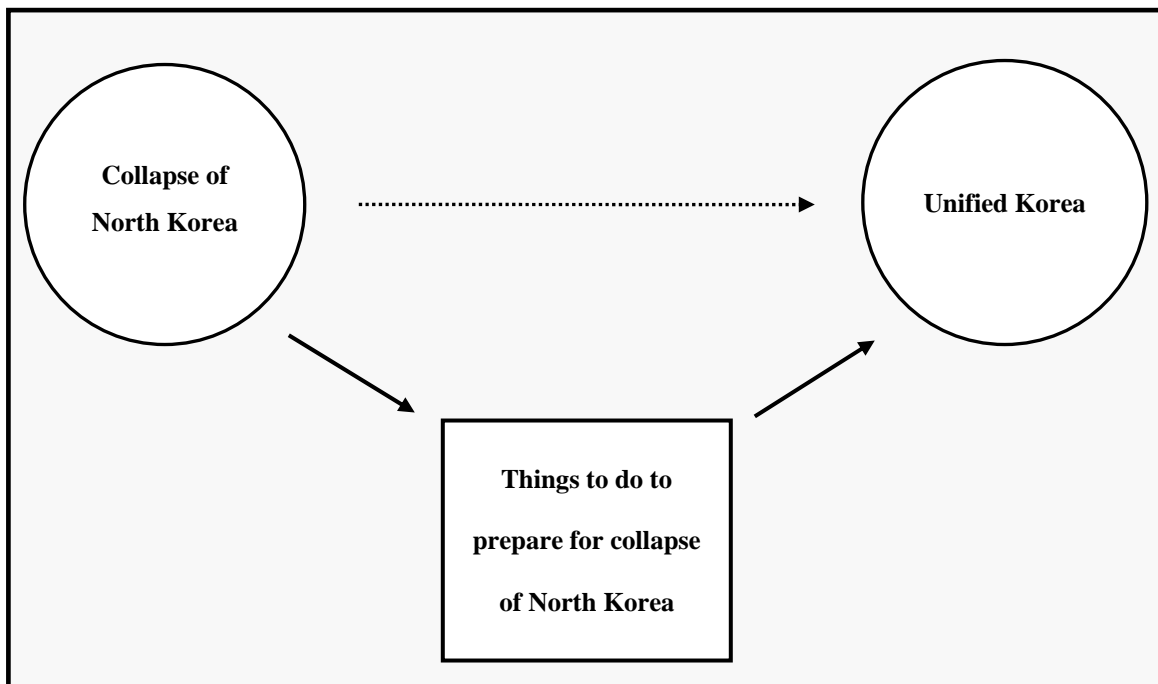 Collapse of
North Korea
Unified Korea
Things to do to
prepare for collapse
of North Korea